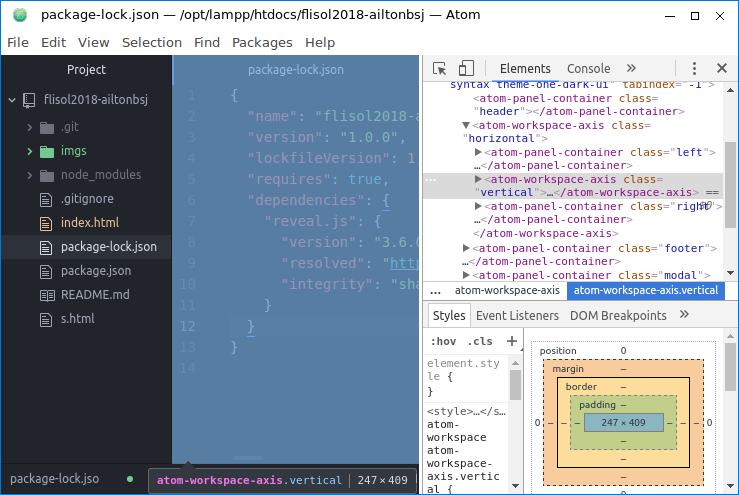 package-lock.json — /opt/lampp/htdocs/flisol2018-ailtonbsj — Atom
File Edit View Selection Find Packages Help
Project
flisol2018-ailtonbsj
.git
imgs
node_modules
.gitignore
index.html
package-lock.json
package.json
README.md
s.html
package-lock.jso
package-lock.json
1 {
2 "name": "flisol2018-a
3 "version": "1.0.0",
4 "lockfileVersion": 1
5 "requires": true,
6 "dependencies": {
7 "reveal.js": {
8 "version": "3.6.0
9 "resolved": "http
10 "integrity": "sha
11 }
12 }
13 }
14
atom-workspace-axis.vertical | 247 × 409
Elements Console »
syntax theme-one-dark-ui" tabindex="-1">
<atom-panel-container class=
"header"></atom-panel-container>
▼<atom-workspace-axis class=
"horizontal">
▶<atom-panel-container class="left">
…</atom-panel-container>
… ▶<atom-workspace-axis class=
"vertical">…</atom-workspace-axis> == $0
▶<atom-panel-container class="right">
…</atom-panel-container>
</atom-workspace-axis>
▶<atom-panel-container class="footer">
…</atom-panel-container>
▶<atom-panel-container class="modal">
... atom-workspace-axis atom-workspace-axis.vertical
Styles Event Listeners DOM Breakpoints »
:hov .cls +
element.sty
le {
}
<style>…</s…
atom-
workspace
atom-
workspace-
axis.vertic
al {
position 0
margin –
border –
padding –
0 – – – 247 × 409 – – – 0
–
–
–
0